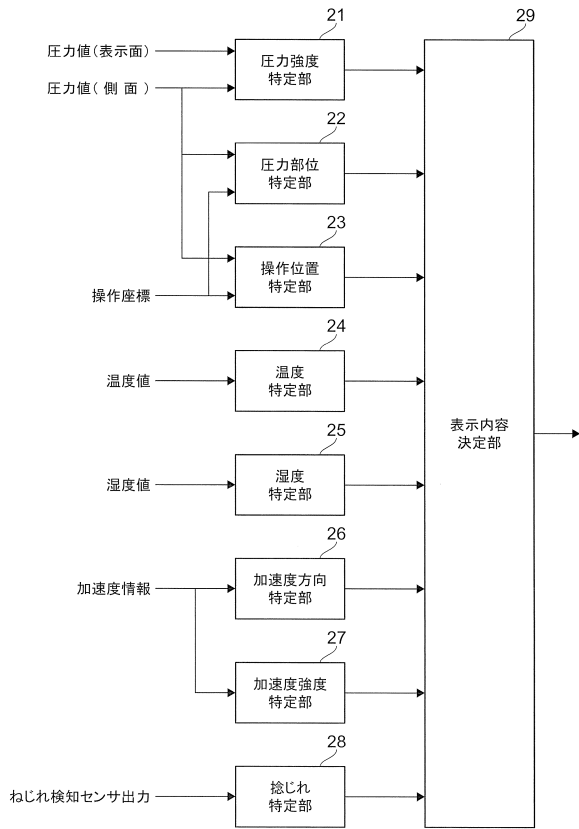 21
29
圧力値(表示面)
圧力強度
特定部
圧力値( 側 面 )
22
圧力部位
特定部
23
操作位置
特定部
操作座標
24
温度値
温度
特定部
表示内容
決定部
25
湿度値
湿度
特定部
26
加速度情報
加速度方向
特定部
27
加速度強度
特定部
28
ねじれ検知センサ出力
捻じれ
特定部